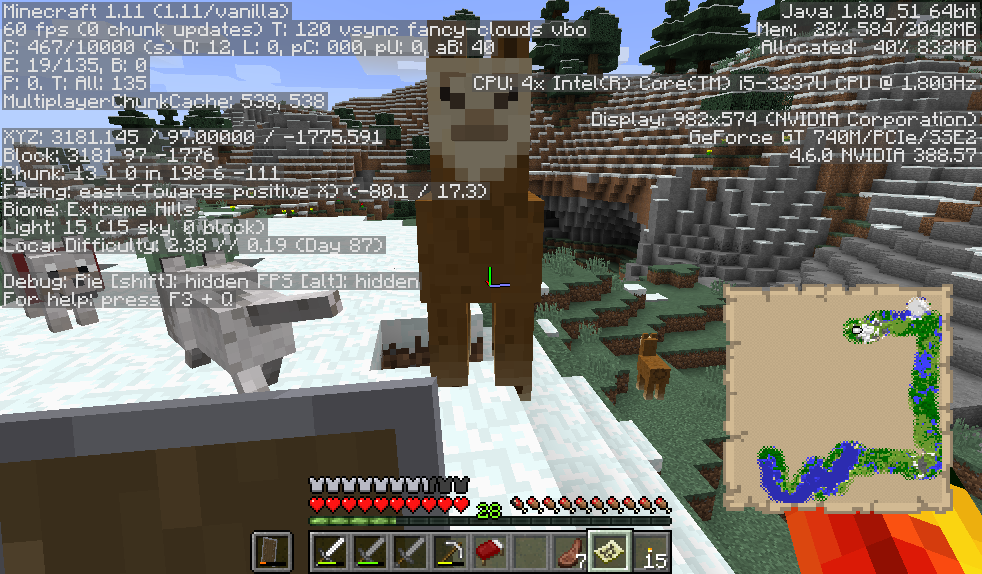 Minecraft 1.11 (1.11/vanilla)
60 fps (0 chunk updates) T: 120 vsync fancy-clouds vbo
C: 467/10000 (s) D: 12, L: 0, pC: 000, pU: 0, aB: 40
E: 19/135, B: 0
P: 0, T: All: 135
MultiplayerChunkCache: 538, 538
XYZ: 3181.145 / 97.00000 / -1775.591
Block: 3181 97 -1776
Chunk: 13 1 0 in 198 6 -111
Facing: east (Towards positive X) (-80.1 / 17.3)
Biome: Extreme Hills
Light: 15 (15 sky, 0 block)
Local Difficulty: 2.38 // 0.19 (Day 87)
Debug: Pie [shift]: hidden FPS [alt]: hidden
For help: press F3 + Q
Java: 1.8.0_51 64bit
Mem: 28% 584/2048MB
Allocated: 40% 832MB
CPU: 4x Intel(R) Core(TM) i5-3337U CPU @ 1.80GHz
Display: 982x574 (NVIDIA Corporation)
GeForce GT 740M/PCIe/SSE2
4.6.0 NVIDIA 388.57
28
7
15